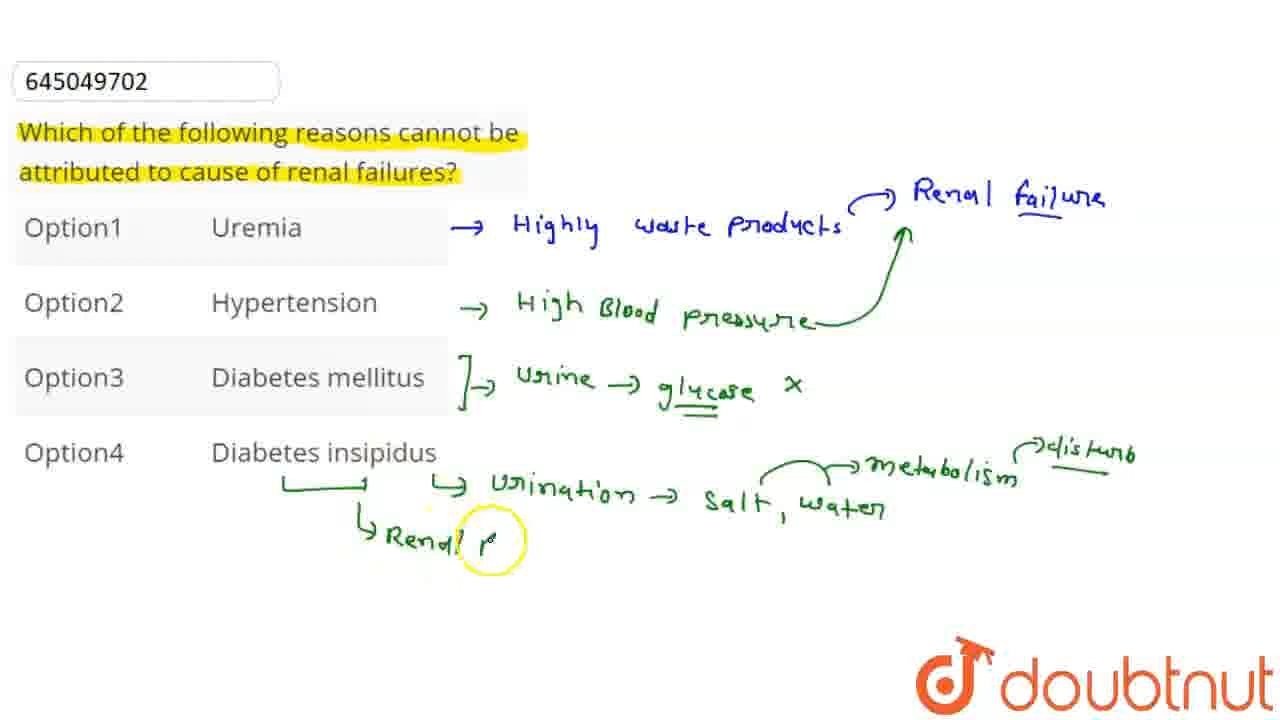 645049702
Which of the following reasons cannot be
attributed to cause of renal failures?
Option1 Uremia → Highly waste products → Renal failure
Option2 Hypertension → High Blood pressure
Option3 Diabetes mellitus → Urine → glucose ×
Option4 Diabetes insipidus
Urination → Salt, water → metabolism → disturb
Renal
doubtnut